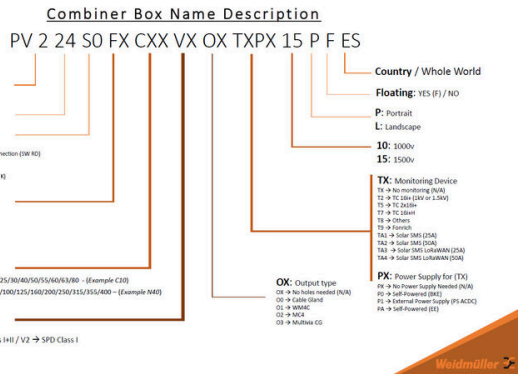 Combiner Box Name Description
PV 2 24 S0 FX CXX VX OX TXPX 15 P F ES
Country / Whole World
Floating: YES (F) / NO
P: Portrait
L: Landscape
nection (SW RD)
10: 1000v
15: 1500v
TX: Monitoring Device
TX → No monitoring (N/A)
T2 → TC 16i+ (1kV or 1.5kV)
T5 → TC 2x16i+
T7 → TC 16i+H
T8 → Others
T9 → Fonrich
TA1 → Solar SMS (25A)
TA2 → Solar SMS (50A)
TA3 → Solar SMS LoRaWAN (25A)
TA4 → Solar SMS LoRaWAN (50A)
PX: Power Supply for (TX)
PX → No Power Supply Needed (N/A)
P0 → Self-Powered (BKE)
P1 → External Power Supply (PS ACDC)
PA → Self-Powered (EE)
25/30/40/50/55/60/63/80 - (Example C10)
/100/125/160/200/250/315/355/400 – (Example N40)
OX: Output type
OX → No holes needed (N/A)
O0 → Cable Gland
O1 → WM4C
O2 → MC4
O3 → Multivia CG
s I+II / V2 → SPD Class I
Weidmüller